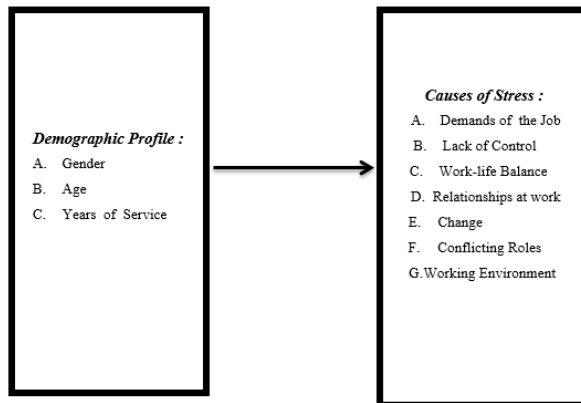 Demographic Profile :
A. Gender
B. Age
C. Years of Service
Causes of Stress :
A. Demands of the Job
B. Lack of Control
C. Work-life Balance
D. Relationships at work
E. Change
F. Conflicting Roles
G.Working Environment